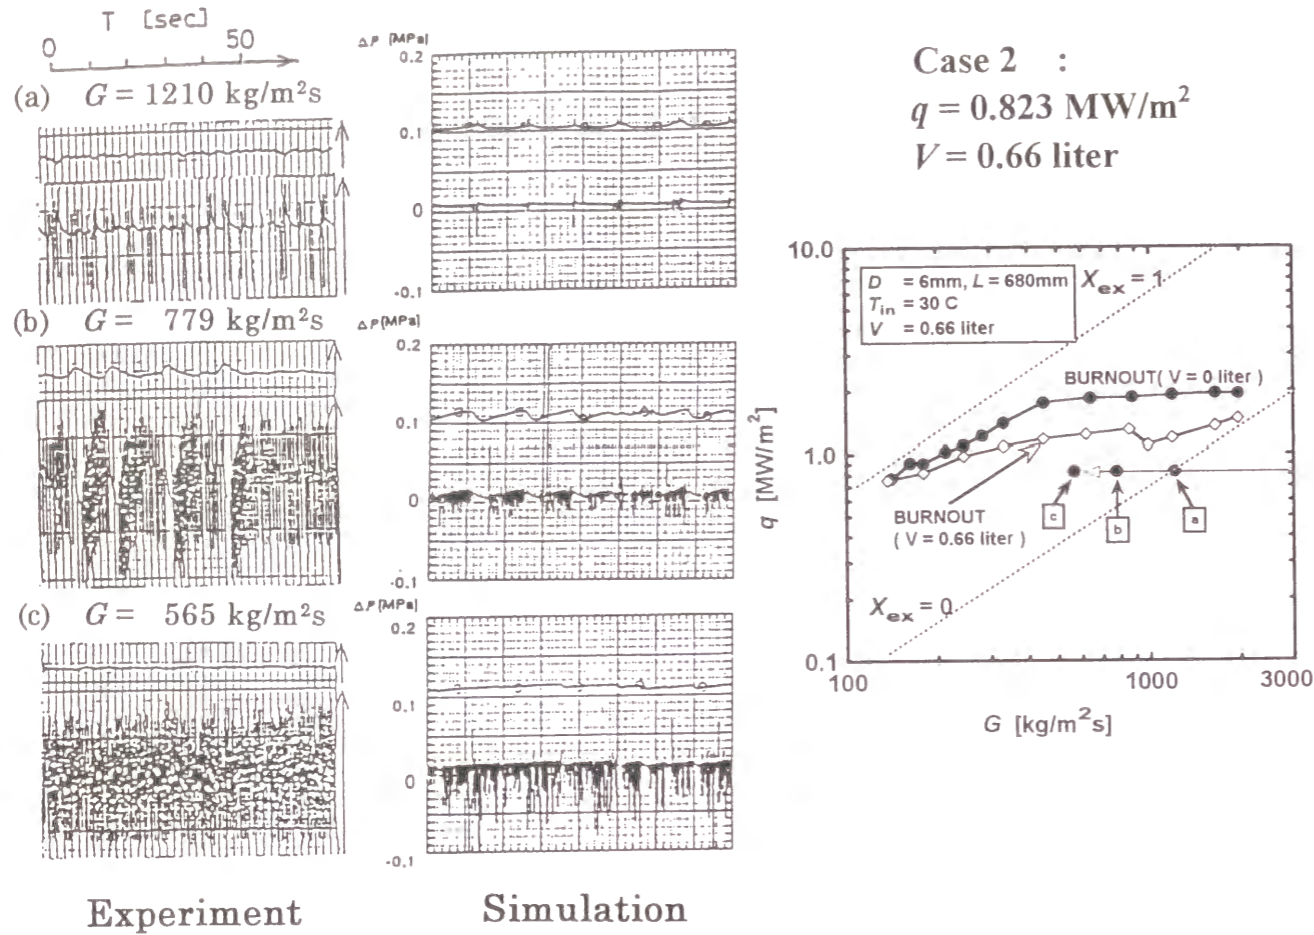 T [sec]
0 50
(a) G = 1210 kg/m²s
(b) G = 779 kg/m²s
(c) G = 565 kg/m²s
Experiment
ΔP [MPa]
0.2
0.1
0
-0.1
ΔP [MPa]
0.2
0.1
0
-0.1
ΔP [MPa]
0.2
0.1
0
-0.1
Simulation
Case 2 :
q = 0.823 MW/m²
V = 0.66 liter
10.0
1.0
0.1
q [MW/m²]
D = 6mm, L = 680mm
T_in = 30 C
V = 0.66 liter
X_ex = 1
BURNOUT( V = 0 liter )
BURNOUT
( V = 0.66 liter )
c
b
a
X_ex = 0
100 1000 3000
G [kg/m²s]